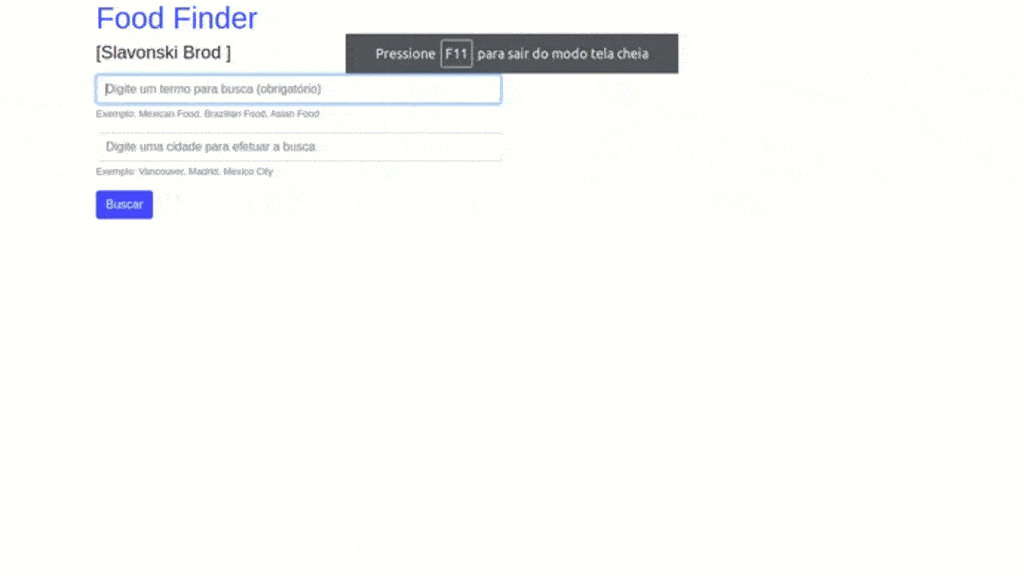 Food Finder
[Slavonski Brod ]
Pressione F11 para sair do modo tela cheia
Digite um termo para busca (obrigatório)
Exemplo: Mexican Food, Brazilian Food, Asian Food
Digite uma cidade para efetuar a busca
Exemplo: Vancouver, Madrid, Mexico City
Buscar